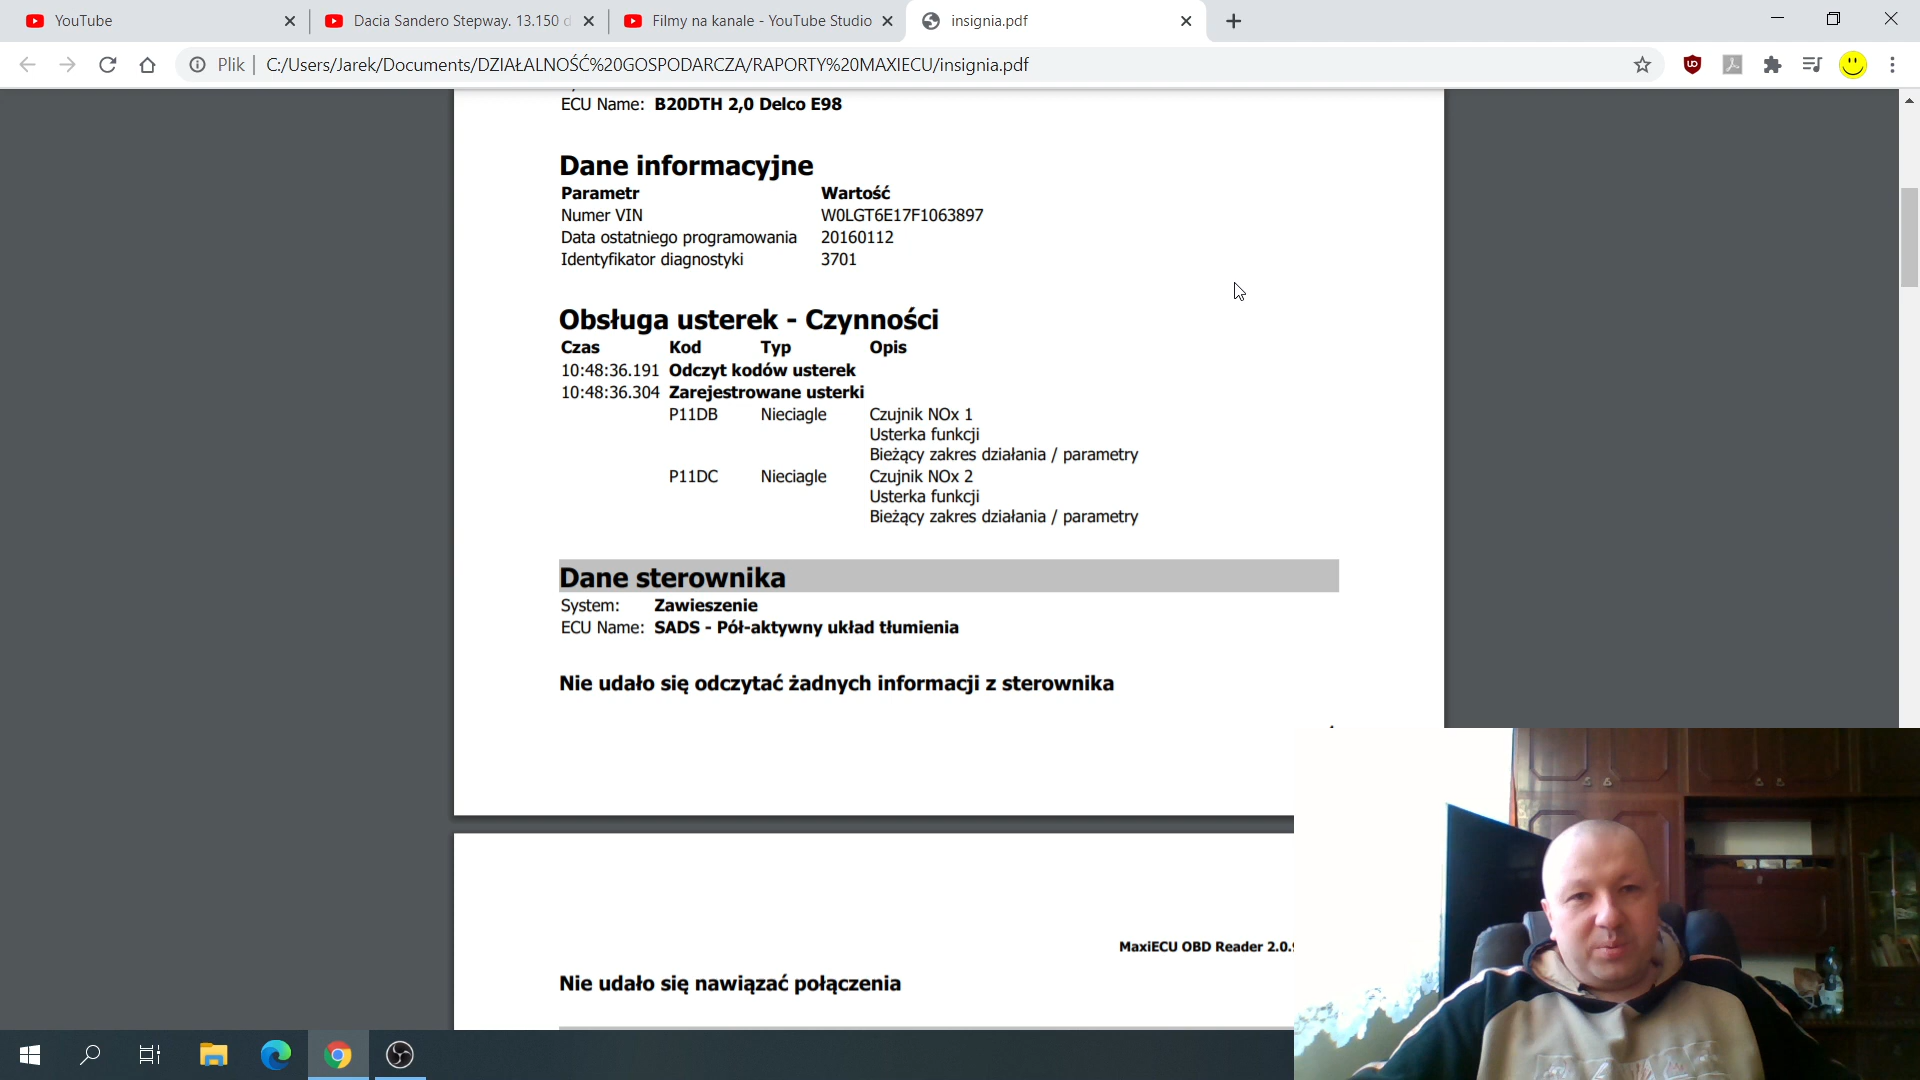 YouTube
Dacia Sandero Stepway. 13.150
Filmy na kanale - YouTube Studio
insignia.pdf
Plik
C:/Users/Jarek/Documents/DZIAŁALNOŚĆ%20GOSPODARCZA/RAPORTY%20MAXIECU/insignia.pdf
ECU Name: B20DTH 2,0 Delco E98
Dane informacyjne
Parametr Wartość
Numer VIN W0LGT6E17F1063897
Data ostatniego programowania 20160112
Identyfikator diagnostyki 3701
Obsługa usterek - Czynności
Czas Kod Typ Opis
10:48:36.191 Odczyt kodów usterek
10:48:36.304 Zarejestrowane usterki
P11DB Nieciagle Czujnik NOx 1
Usterka funkcji
Bieżący zakres działania / parametry
P11DC Nieciagle Czujnik NOx 2
Usterka funkcji
Bieżący zakres działania / parametry
Dane sterownika
System: Zawieszenie
ECU Name: SADS - Pół-aktywny układ tłumienia
Nie udało się odczytać żadnych informacji z sterownika
MaxiECU OBD Reader 2.0.
Nie udało się nawiązać połączenia